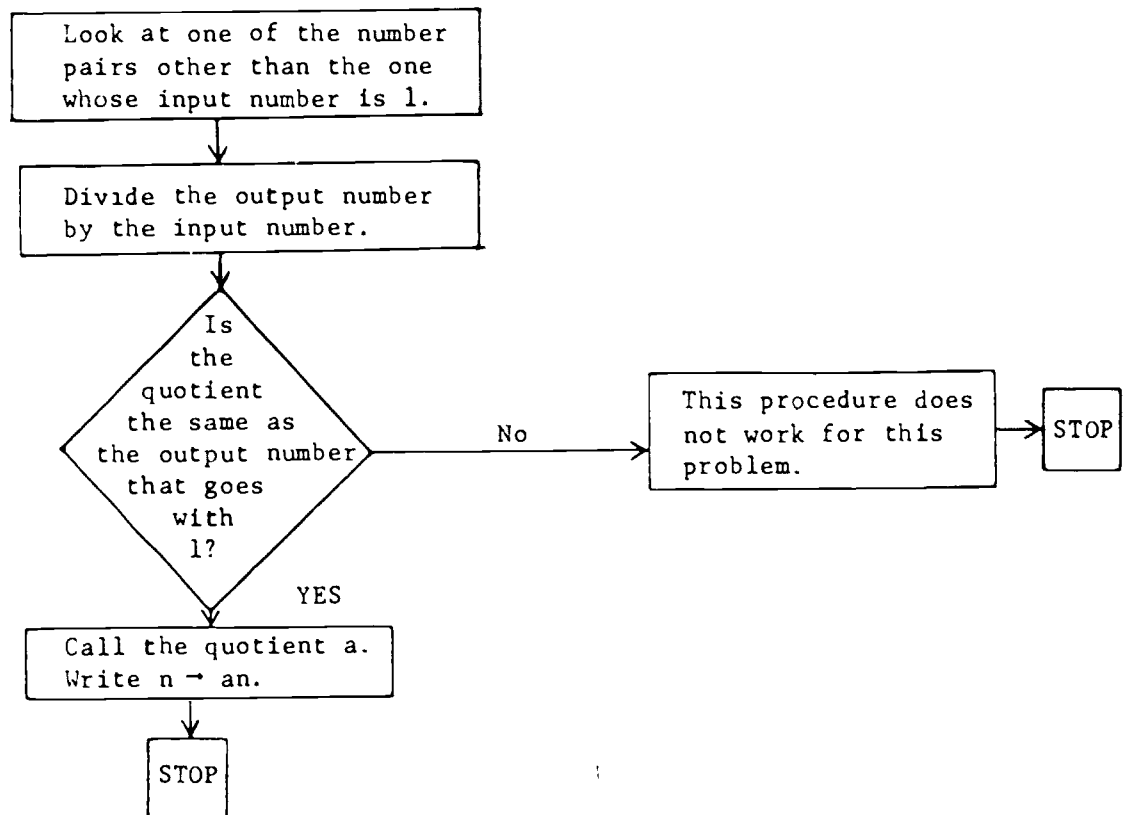 Look at one of the number
pairs other than the one
whose input number is 1.
Divide the output number
by the input number.
Is
the
quotient
the same as
the output number
that goes
with
1?
No
This procedure does
not work for this
problem.
STOP
YES
Call the quotient a.
Write n → an.
STOP